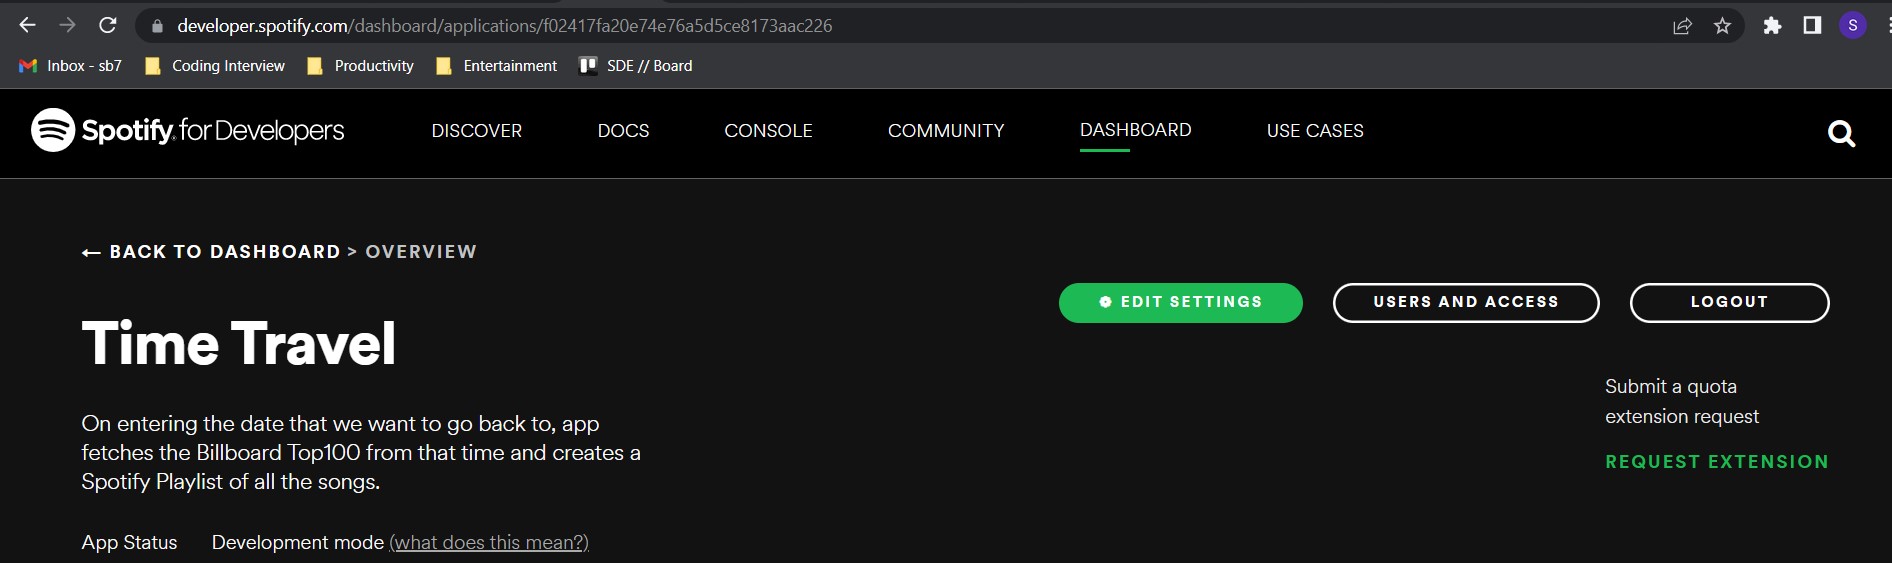 developer.spotify.com/dashboard/applications/f02417fa20e74e76a5d5ce8173aac226
S
Inbox - sb7 Coding Interview Productivity Entertainment SDE // Board
Spotify for Developers DISCOVER DOCS CONSOLE COMMUNITY DASHBOARD USE CASES
← BACK TO DASHBOARD > OVERVIEW
EDIT SETTINGS USERS AND ACCESS LOGOUT
Time Travel
Submit a quota
extension request
REQUEST EXTENSION
On entering the date that we want to go back to, app
fetches the Billboard Top100 from that time and creates a
Spotify Playlist of all the songs.
App Status Development mode (what does this mean?)